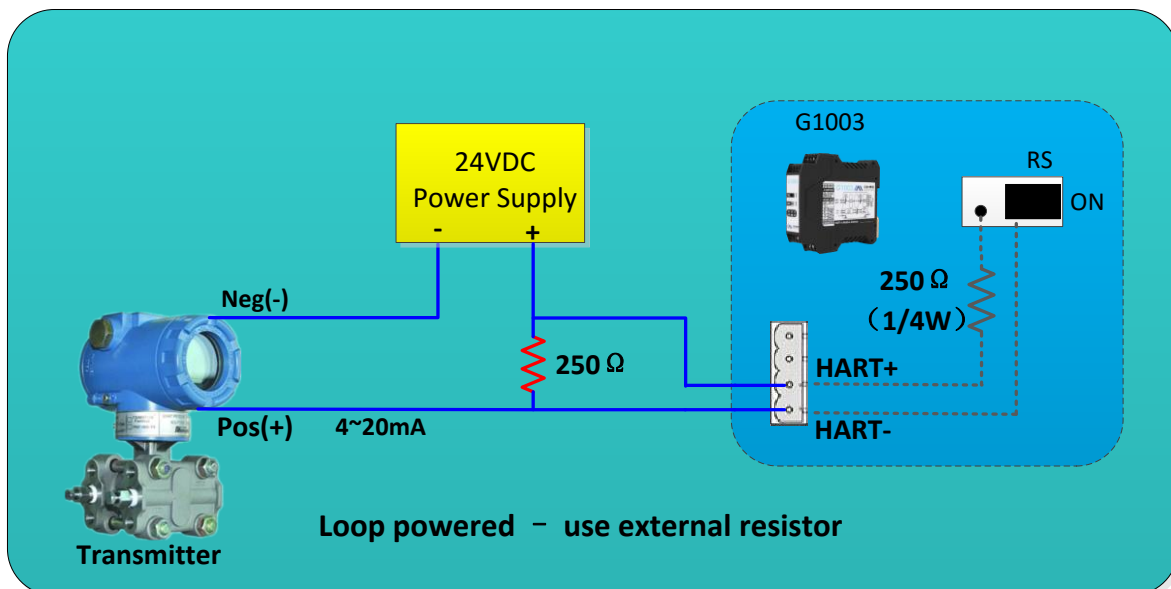 G1003
RS
ON
24VDC
Power Supply
-
+
250Ω
（1/4W）
Neg(-)
250Ω
HART+
Pos(+)
4~20mA
HART-
Loop powered － use external resistor
Transmitter